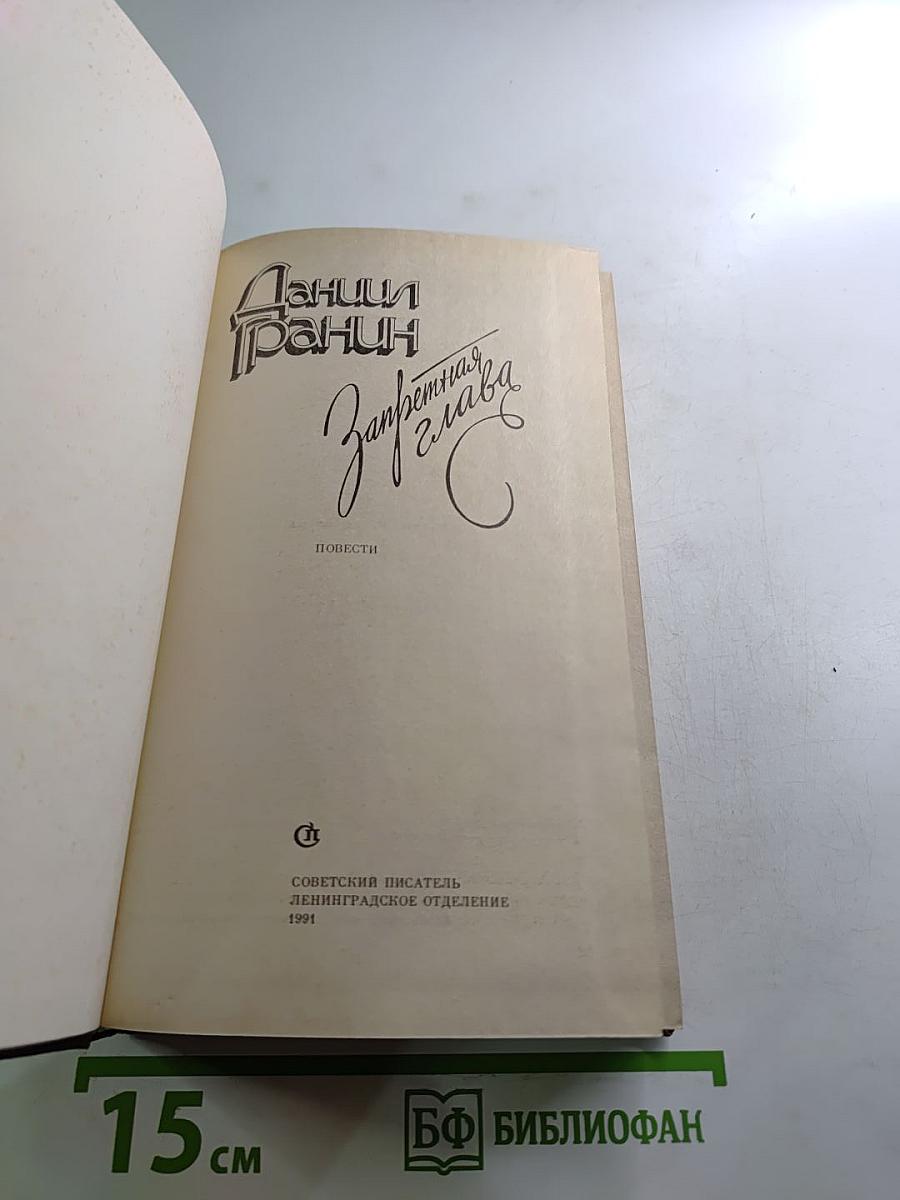 Даниил
Гранин
Запретная
глава
ПОВЕСТИ
СП
СОВЕТСКИЙ ПИСАТЕЛЬ
ЛЕНИНГРАДСКОЕ ОТДЕЛЕНИЕ
1991
15 см
БФ БИБЛИОФАН